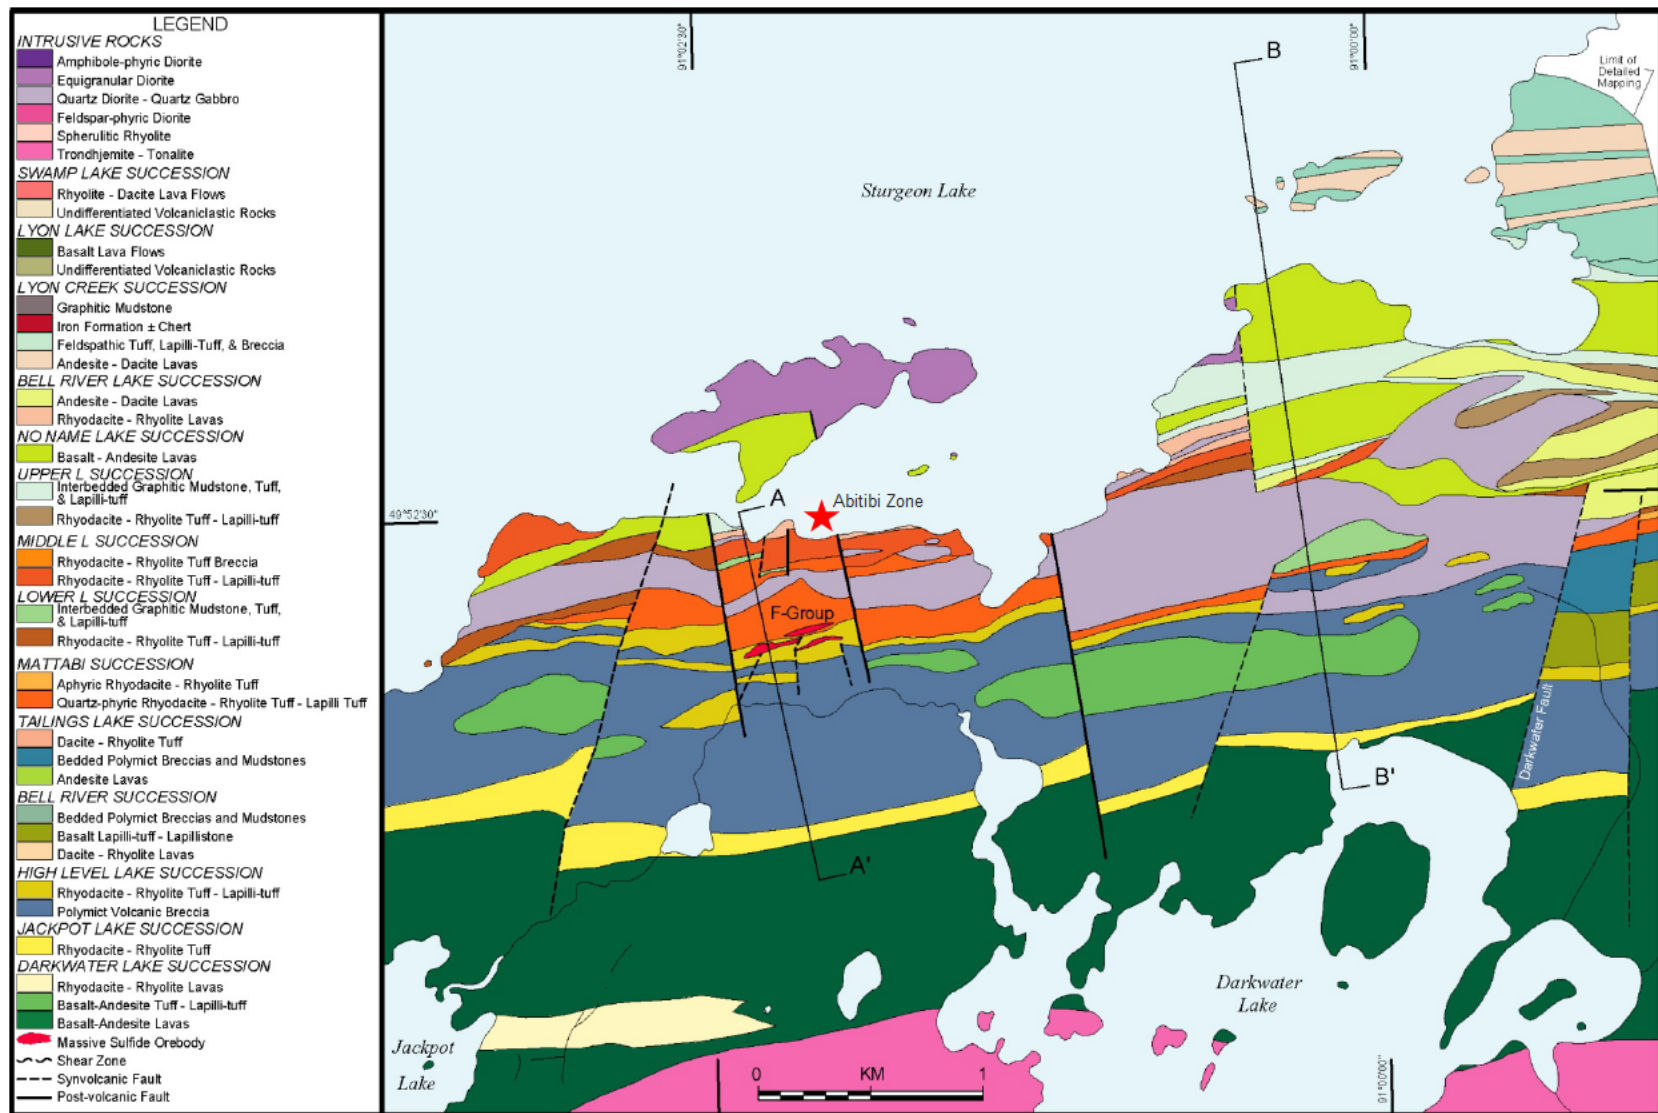 LEGEND
INTRUSIVE ROCKS
Amphibole-phyric Diorite
Equigranular Diorite
Quartz Diorite - Quartz Gabbro
Feldspar-phyric Diorite
Spherulitic Rhyolite
Trondhjemite - Tonalite
SWAMP LAKE SUCCESSION
Rhyolite - Dacite Lava Flows
Undifferentiated Volcaniclastic Rocks
LYON LAKE SUCCESSION
Basalt Lava Flows
Undifferentiated Volcaniclastic Rocks
LYON CREEK SUCCESSION
Graphitic Mudstone
Iron Formation ± Chert
Feldspathic Tuff, Lapilli-Tuff, & Breccia
Andesite - Dacite Lavas
BELL RIVER LAKE SUCCESSION
Andesite - Dacite Lavas
Rhyodacite - Rhyolite Lavas
NO NAME LAKE SUCCESSION
Basalt - Andesite Lavas
UPPER L SUCCESSION
Interbedded Graphitic Mudstone, Tuff,
& Lapilli-tuff
Rhyodacite - Rhyolite Tuff - Lapilli-tuff
MIDDLE L SUCCESSION
Rhyodacite - Rhyolite Tuff Breccia
Rhyodacite - Rhyolite Tuff - Lapilli-tuff
LOWER L SUCCESSION
Interbedded Graphitic Mudstone, Tuff,
& Lapilli-tuff
Rhyodacite - Rhyolite Tuff - Lapilli-tuff
MATTABI SUCCESSION
Aphyric Rhyodacite - Rhyolite Tuff
Quartz-phyric Rhyodacite - Rhyolite Tuff - Lapilli Tuff
TAILINGS LAKE SUCCESSION
Dacite - Rhyolite Tuff
Bedded Polymict Breccias and Mudstones
Andesite Lavas
BELL RIVER SUCCESSION
Bedded Polymict Breccias and Mudstones
Basalt Lapilli-tuff - Lapillistone
Dacite - Rhyolite Lavas
HIGH LEVEL LAKE SUCCESSION
Rhyodacite - Rhyolite Tuff - Lapilli-tuff
Polymict Volcanic Breccia
JACKPOT LAKE SUCCESSION
Rhyodacite - Rhyolite Tuff
DARKWATER LAKE SUCCESSION
Rhyodacite - Rhyolite Lavas
Basalt-Andesite Tuff - Lapilli-tuff
Basalt-Andesite Lavas
Massive Sulfide Orebody
Shear Zone
Synvolcanic Fault
Post-volcanic Fault
91°02'30"
91°00'00"
B
Limit of
Detailed
Mapping
Sturgeon Lake
A
Abitibi Zone
49°52'30"
F-Group
Darkwater Fault
B'
A'
Darkwater
Lake
Jackpot
Lake
0 KM 1
91°00'00"